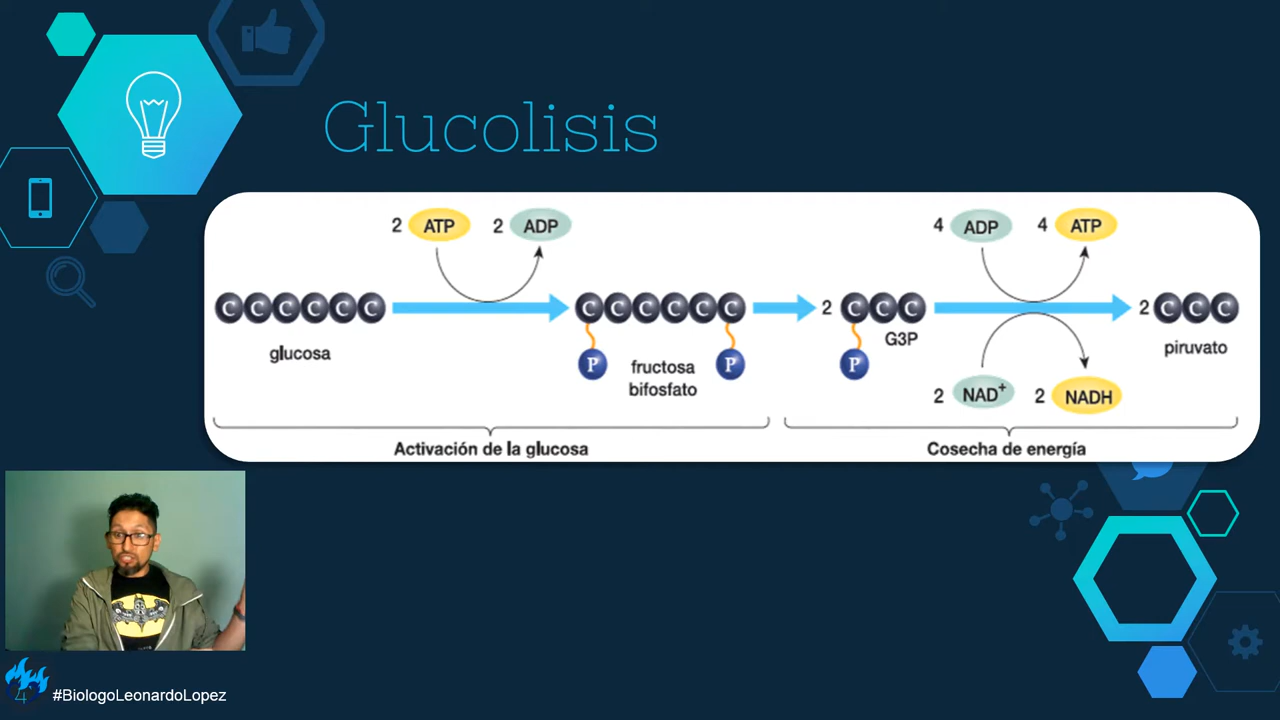 Glucolisis
2 ATP 2 ADP
4 ADP 4 ATP
C C C C C C
C C C C C C
2 C C C
2 C C C
glucosa
P P
fructosa
bifosfato
P
G3P
piruvato
2 NAD⁺ 2 NADH
Activación de la glucosa
Cosecha de energía
#BiologoLeonardoLopez